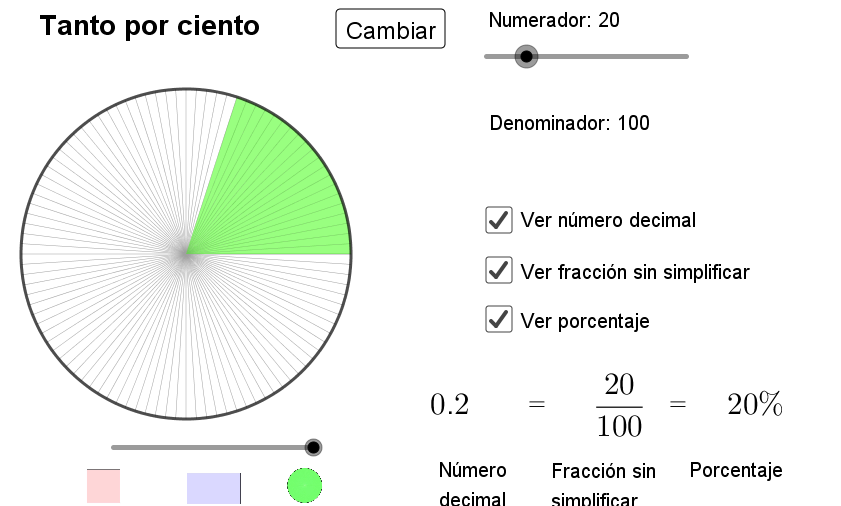 Tanto por ciento
Cambiar
Numerador: 20
Denominador: 100
Ver número decimal
Ver fracción sin simplificar
Ver porcentaje
0.2 = 20/100 = 20%
Número decimal
Fracción sin simplificar
Porcentaje